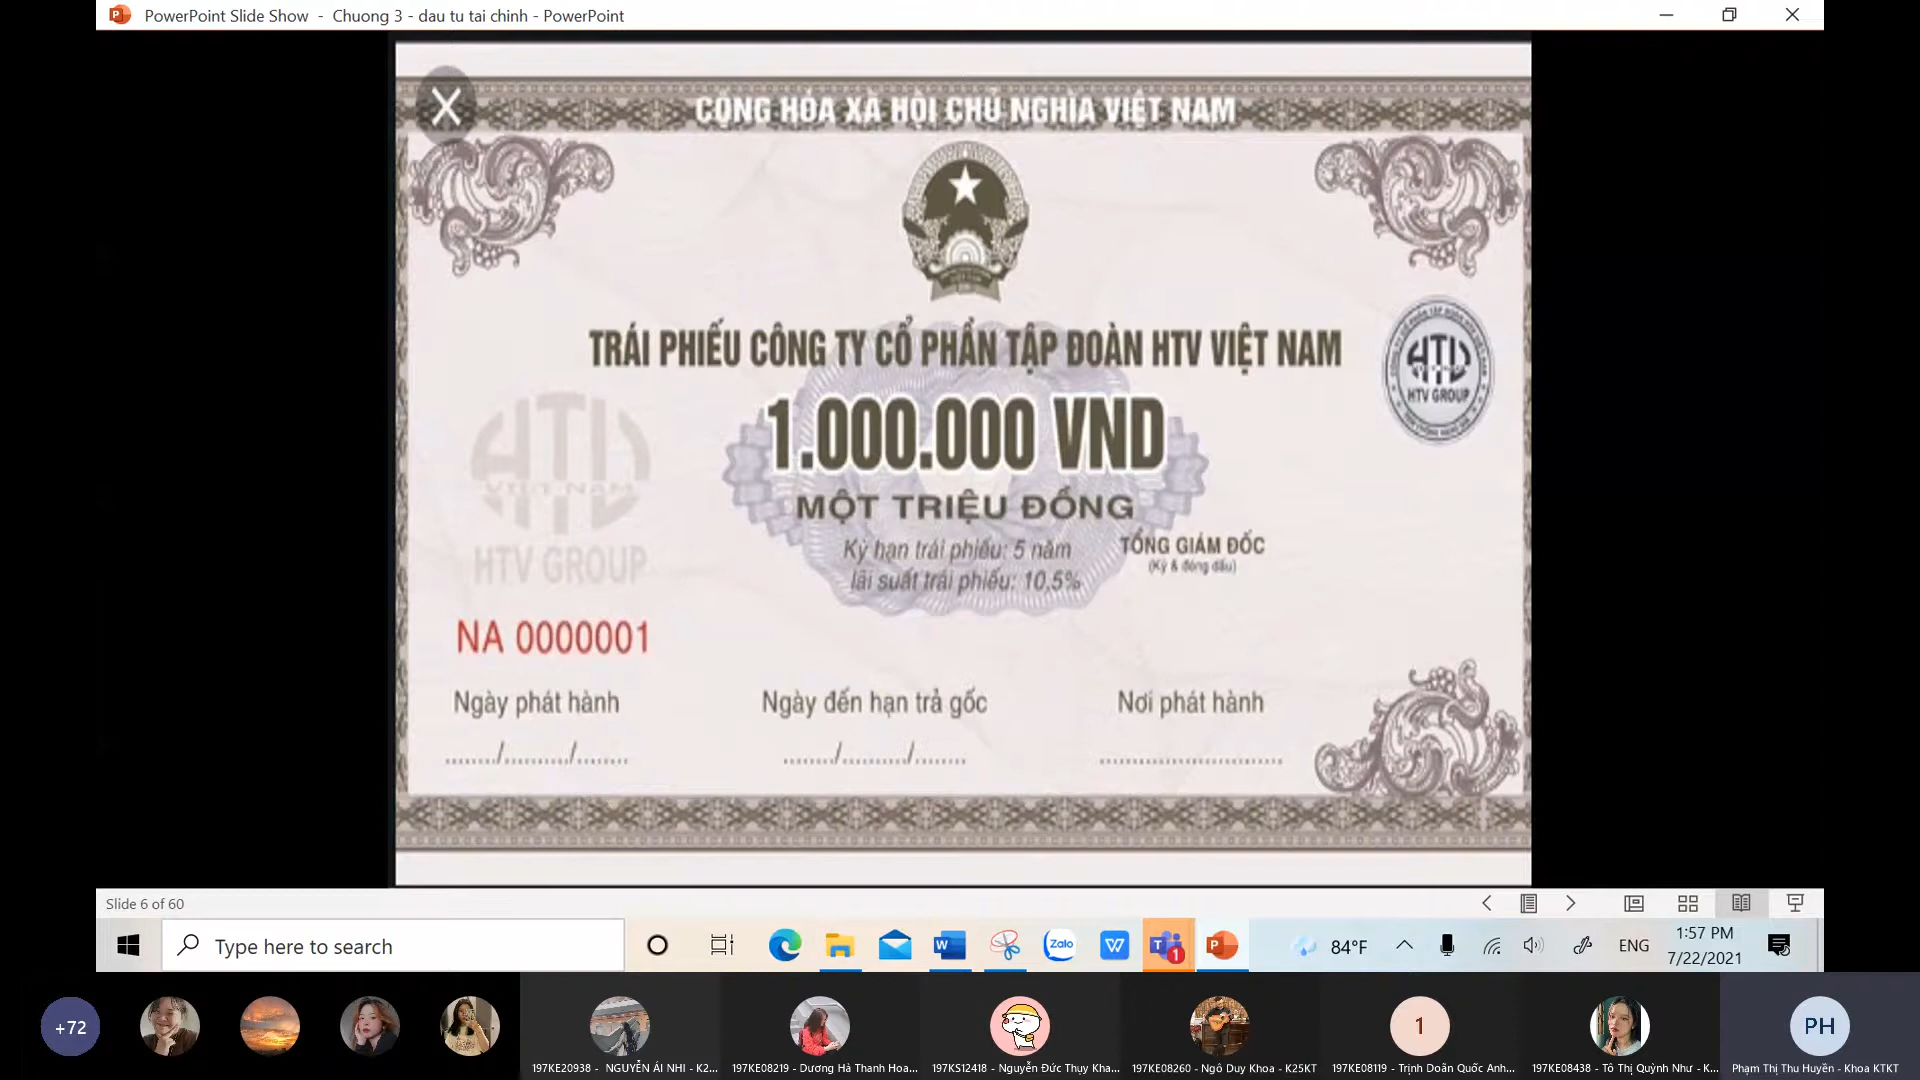 PowerPoint Slide Show - Chuong 3 - dau tu tai chinh - PowerPoint
CỘNG HÒA XÃ HỘI CHỦ NGHĨA VIỆT NAM
TRÁI PHIẾU CÔNG TY CỔ PHẦN TẬP ĐOÀN HTV VIỆT NAM
HTV GROUP
1.000.000 VND
MỘT TRIỆU ĐỒNG
VIET NAM
HTV GROUP
Kỳ hạn trái phiếu: 5 năm
lãi suất trái phiếu: 10,5%
TỔNG GIÁM ĐỐC
(Ký & đóng dấu)
NA 0000001
Ngày phát hành
Ngày đến hạn trả gốc
Nơi phát hành
Slide 6 of 60
Type here to search
Zalo
84°F
ENG
1:57 PM
7/22/2021
+72
1
PH
197KE20938 - NGUYỄN ÁI NHI - K2...
197KE08219 - Dương Hà Thanh Hoa...
197KS12418 - Nguyễn Đức Thụy Kha...
197KE08260 - Ngô Duy Khoa - K25KT
197KE08119 - Trịnh Doãn Quốc Anh...
197KE08438 - Tô Thị Quỳnh Như - K...
Phạm Thị Thu Huyền - Khoa KTKT